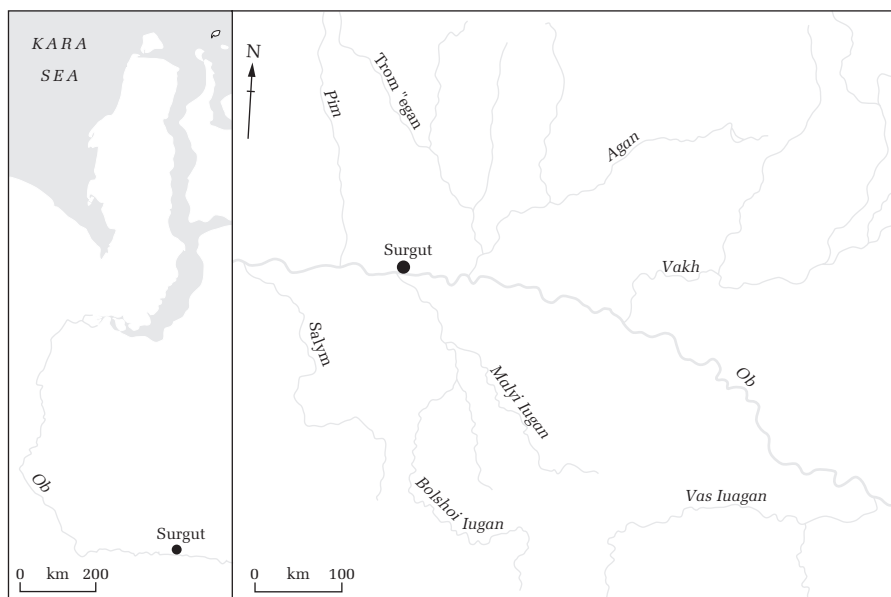 KARA
SEA
Ob
Surgut
0 km 200
N
Pim
Trom "egan
Agan
Surgut
Vakh
Salym
Malyi Iugan
Ob
Bolshoi Iugan
Vas Iuagan
0 km 100